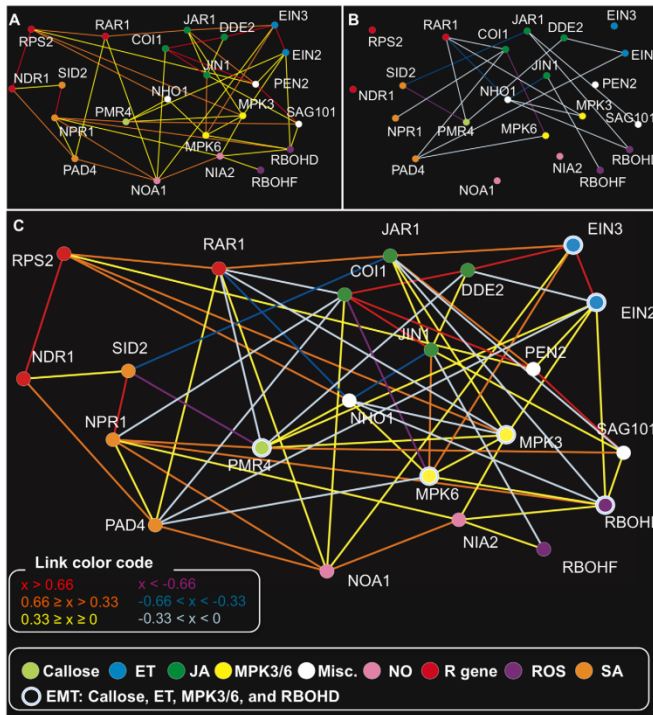 A
RAR1
JAR1
DDE2
EIN3
RPS2
COI1
EIN2
NDR1
SID2
JIN1
NHO1
PEN2
PMR4
MPK3
SAG101
NPR1
MPK6
RBOHD
PAD4
NIA2
RBOHF
NOA1
B
RAR1
JAR1
DDE2
EIN3
RPS2
COI1
EIN2
NDR1
SID2
JIN1
PEN2
NHO1
MPK3
SAG101
NPR1
PMR4
MPK6
RBOHD
PAD4
NIA2
RBOHF
NOA1
C
JAR1
EIN3
RPS2
RAR1
COI1
DDE2
EIN2
NDR1
SID2
JIN1
PEN2
NPR1
NHO1
MPK3
SAG101
PMR4
MPK6
RBOHD
PAD4
NIA2
RBOHF
NOA1
Link color code
x > 0.66 x < -0.66
0.66 ≥ x > 0.33 -0.66 < x < -0.33
0.33 ≥ x ≥ 0 -0.33 < x < 0
Callose ET JA MPK3/6 Misc. NO R gene ROS SA
EMT: Callose, ET, MPK3/6, and RBOHD